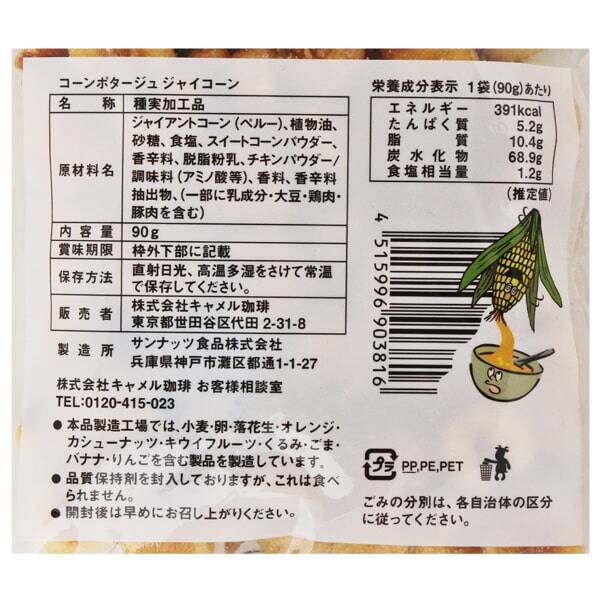 コーンポタージュ ジャイコーン
名称 種実加工品
原材料名 ジャイアントコーン（ペルー）、植物油、
砂糖、食塩、スイートコーンパウダー、
香辛料、脱脂粉乳、チキンパウダー/
調味料（アミノ酸等）、香料、香辛料
抽出物、（一部に乳成分・大豆・鶏肉・
豚肉を含む）
内容量 90g
賞味期限 枠外下部に記載
保存方法 直射日光、高温多湿をさけて常温
で保存してください。
販売者 株式会社キャメル珈琲
東京都世田谷区代田 2-31-8
製造所 サンナッツ食品株式会社
兵庫県神戸市灘区都通1-1-27
株式会社キャメル珈琲 お客様相談室
TEL:0120-415-023
● 本品製造工場では、小麦・卵・落花生・オレンジ・
カシューナッツ・キウイフルーツ・くるみ・ごま・
バナナ・りんごを含む製品を製造しています。
● 品質保持剤を封入しておりますが、これは食べ
られません。
● 開封後は早めにお召し上がりください。
栄養成分表示 1袋（90g）あたり
エネルギー 391kcal
たんぱく質 5.2g
脂質 10.4g
炭水化物 68.9g
食塩相当量 1.2g
（推定値）
4 515996 903816
プラ PP,PE,PET
ごみの分別は、各自治体の区分
に従ってください。